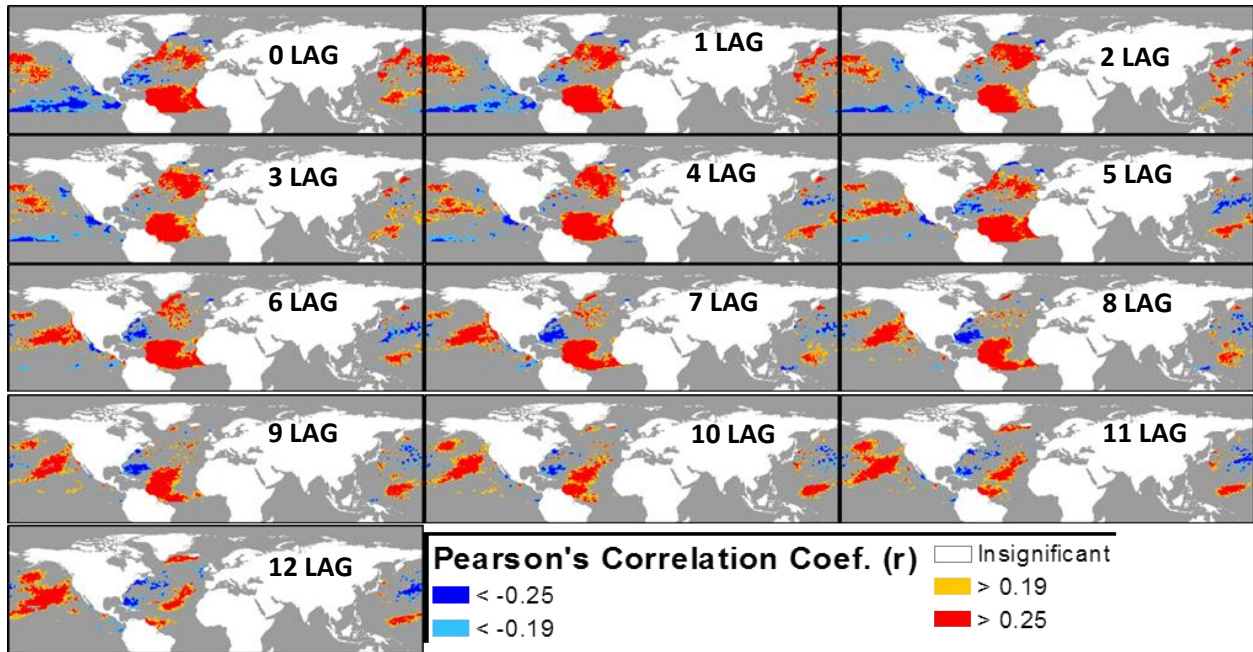 0 LAG
1 LAG
2 LAG
3 LAG
4 LAG
5 LAG
6 LAG
7 LAG
8 LAG
9 LAG
10 LAG
11 LAG
12 LAG
Pearson's Correlation Coef. (r)
< -0.25
< -0.19
Insignificant
> 0.19
> 0.25